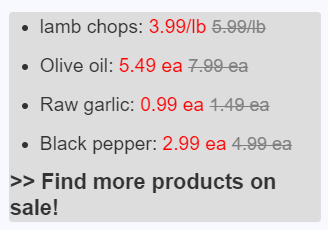 lamb chops: 3.99/lb 5.99/lb
Olive oil: 5.49 ea 7.99 ea
Raw garlic: 0.99 ea 1.49 ea
Black pepper: 2.99 ea 4.99 ea
>> Find more products on
sale!